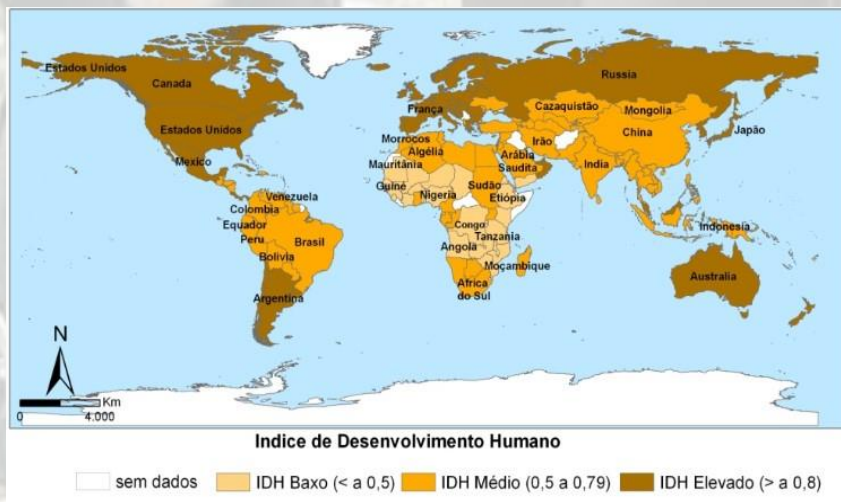 Estados Unidos
Canada
Russia
França
Cazaquistão
Mongolia
Estados Unidos
China
Japão
Irão
Morrocos
Algélia
Mexico
Arábia
Saudita
India
Mauritânia
Sudão
Guiné
Nigeria
Etiópia
Venezuela
Colombia
Equador
Congo
Indonesia
Peru
Brasil
Tanzania
Angola
Bolivia
Moçambique
Africa
do Sul
Australia
Argentina
N
Km
0 4.000
Indice de Desenvolvimento Humano
sem dados IDH Baxo (< a 0,5) IDH Médio (0,5 a 0,79) IDH Elevado (> a 0,8)